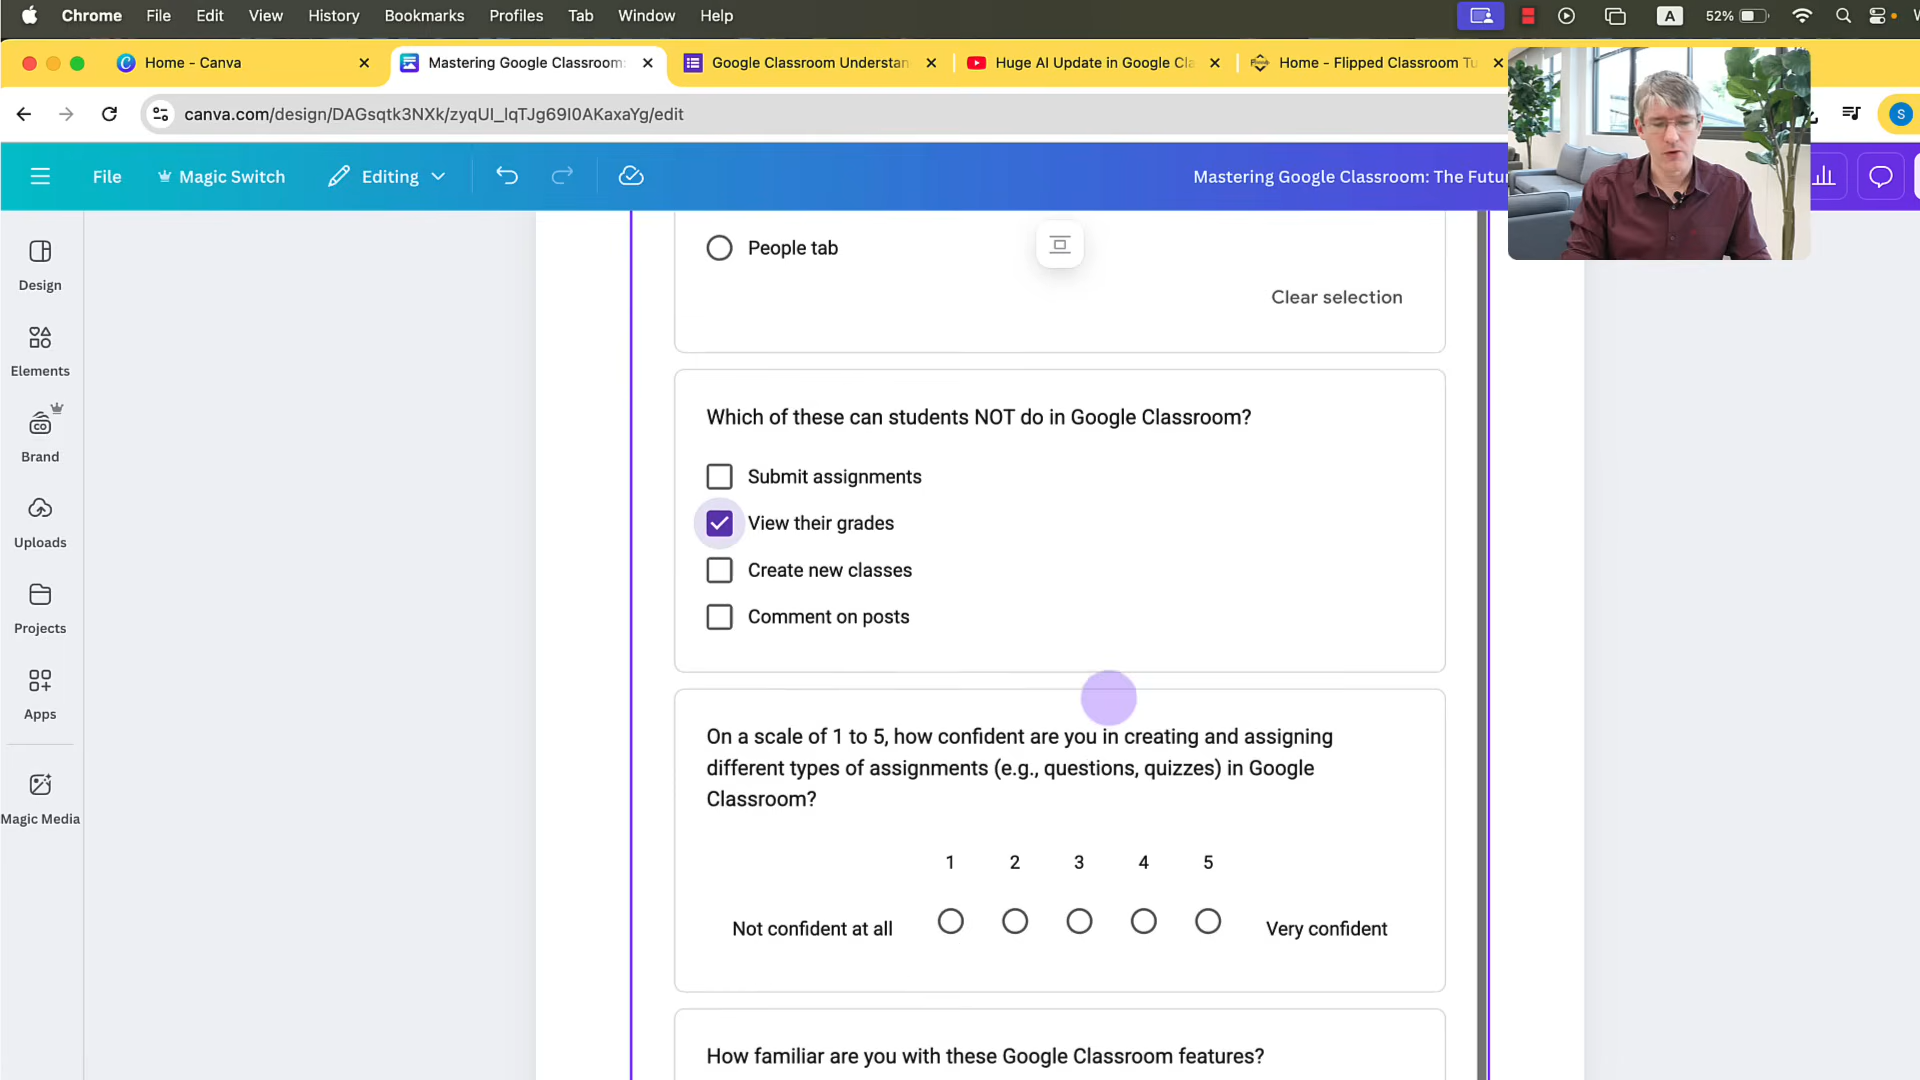 Chrome File Edit View History Bookmarks Profiles Tab Window Help A 52%
Home - Canva Mastering Google Classroom: Google Classroom Understan Huge AI Update in Google Cla Home - Flipped Classroom Tu
canva.com/design/DAGsqtk3NXk/zyqUI_lqTJg69I0AKaxaYg/edit S
File Magic Switch Editing Mastering Google Classroom: The Futur
Design
Elements
Brand
Uploads
Projects
Apps
Magic Media
People tab
Clear selection
Which of these can students NOT do in Google Classroom?
Submit assignments
View their grades
Create new classes
Comment on posts
On a scale of 1 to 5, how confident are you in creating and assigning
different types of assignments (e.g., questions, quizzes) in Google
Classroom?
1 2 3 4 5
Not confident at all Very confident
How familiar are you with these Google Classroom features?